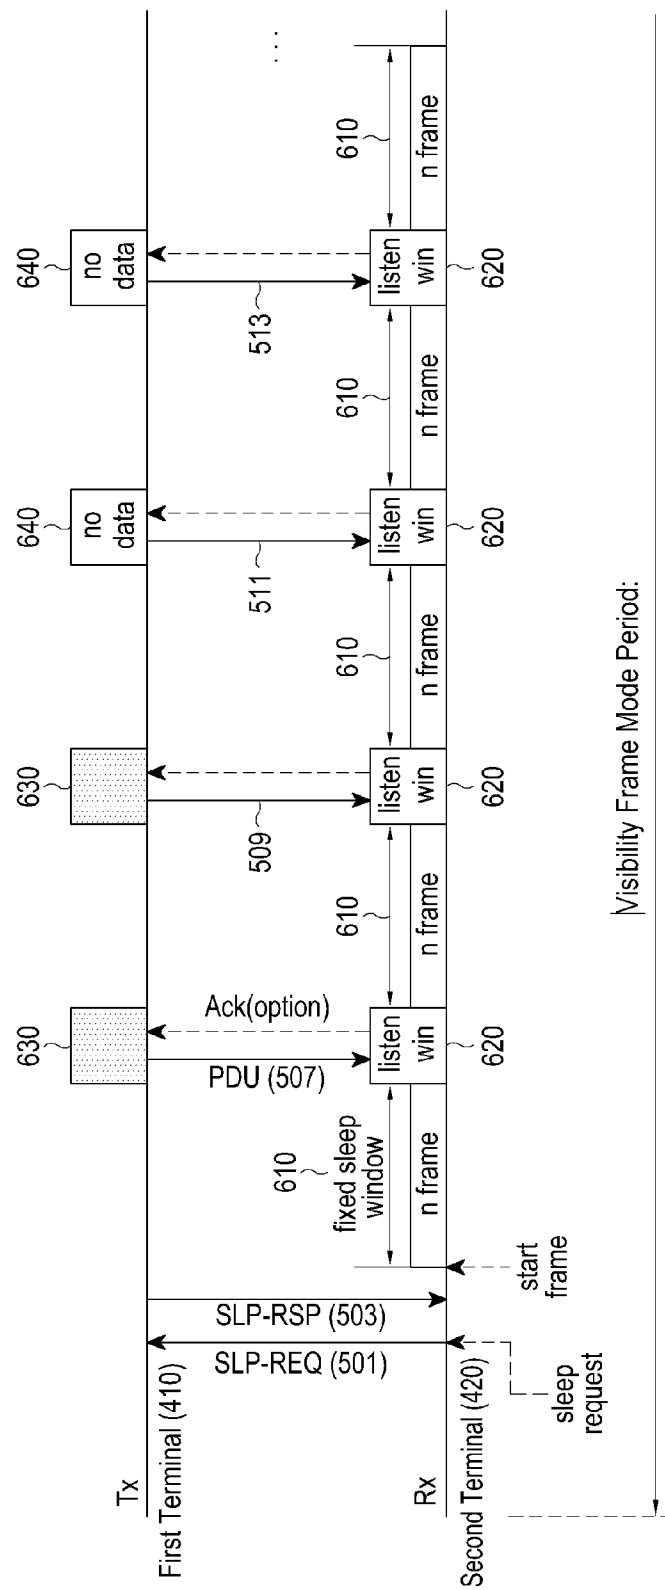 Tx
First Terminal (410)
630
630
640
no
data
640
no
data
SLP-REQ (501)
SLP-RSP (503)
PDU (507)
Ack(option)
509
511
513
...
610
fixed sleep
window
610
610
610
610
Rx
n frame
listen
win
n frame
listen
win
n frame
listen
win
n frame
listen
win
n frame
Second Terminal (420)
620
620
620
620
sleep
request
start
frame
Visibility Frame Mode Period: